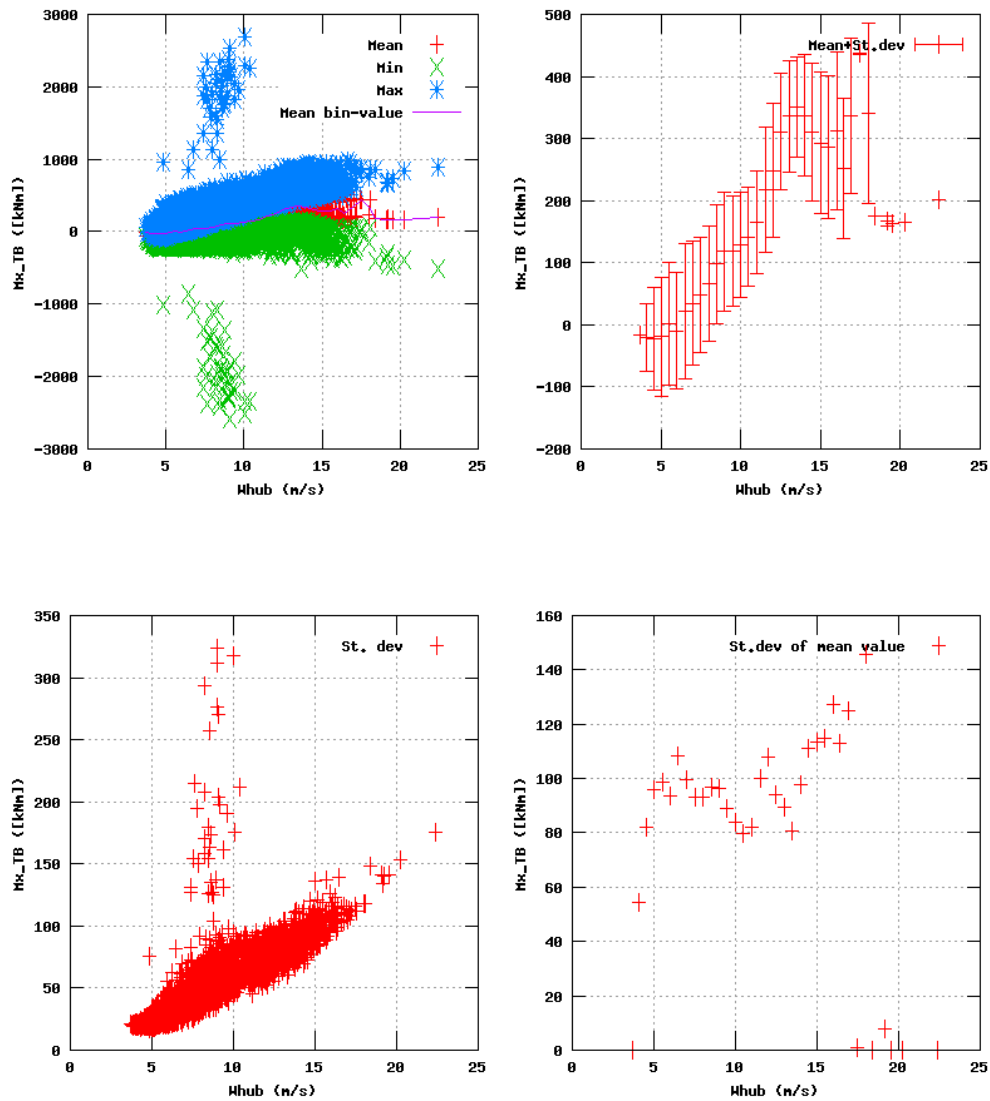 3000
2000
1000
0
-1000
-2000
-3000
0 5 10 15 20 25
Mx_TB ([kNm])
Whub (m/s)
Mean
Min
Max
Mean bin-value
500
400
300
200
100
0
-100
-200
0 5 10 15 20 25
Mx_TB ([kNm])
Whub (m/s)
Mean+St.dev
350
300
250
200
150
100
50
0
0 5 10 15 20 25
Mx_TB ([kNm])
Whub (m/s)
St. dev
160
140
120
100
80
60
40
20
0
0 5 10 15 20 25
Mx_TB ([kNm])
Whub (m/s)
St.dev of mean value